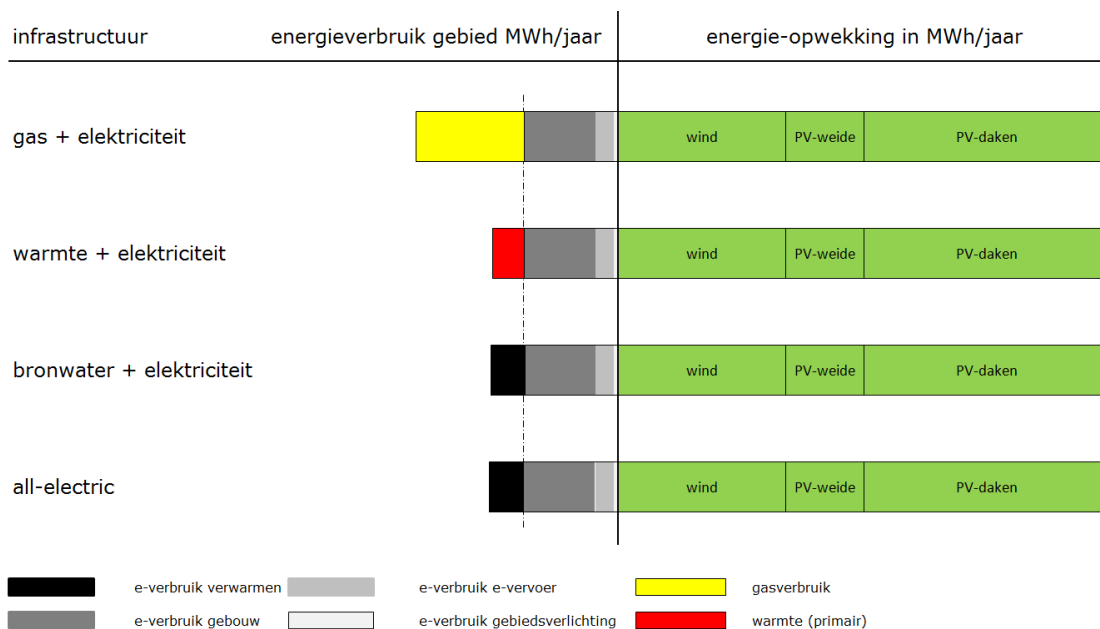 infrastructuur energieverbruik gebied MWh/jaar energie-opwekking in MWh/jaar
gas + elektriciteit wind PV-weide PV-daken
warmte + elektriciteit wind PV-weide PV-daken
bronwater + elektriciteit wind PV-weide PV-daken
all-electric wind PV-weide PV-daken
e-verbruik verwarmen e-verbruik e-vervoer gasverbruik
e-verbruik gebouw e-verbruik gebiedsverlichting warmte (primair)